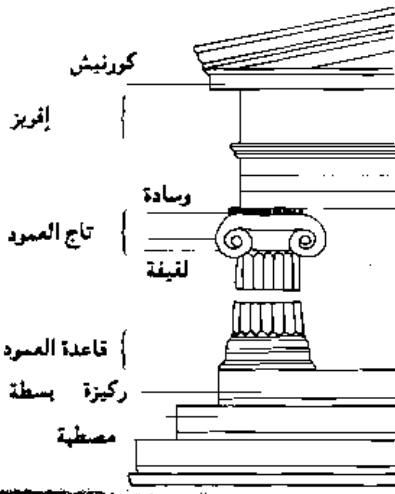 كورنيش
إفريز
وسادة
تاج العمود
لفيفة
قاعدة العمود
ركيزة بسطة
مصطبة